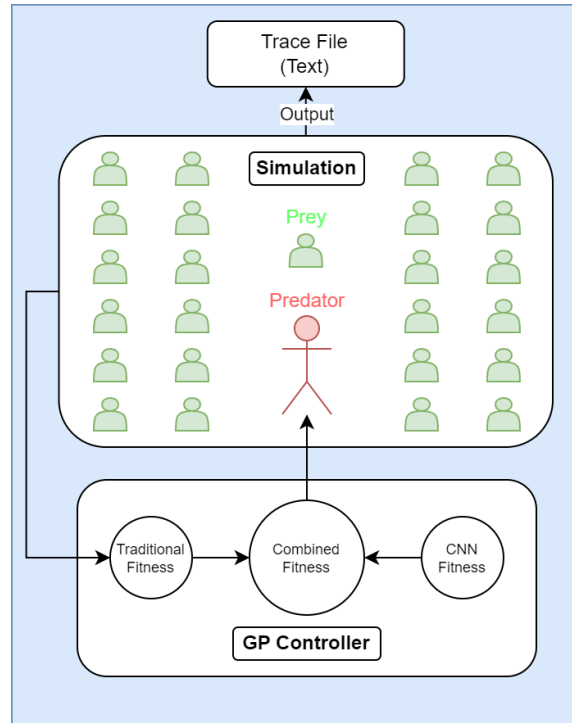 Trace File
(Text)
Output
Simulation
Prey
Predator
Traditional
Fitness
Combined
Fitness
CNN
Fitness
GP Controller